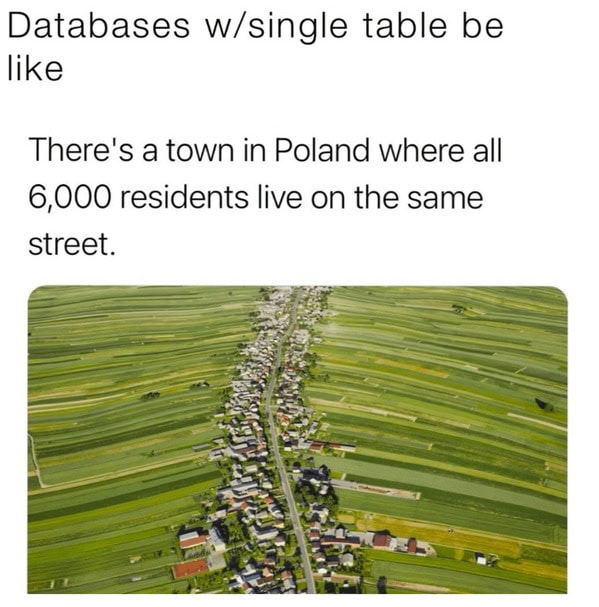 Databases w/single table be
like
There's a town in Poland where all
6,000 residents live on the same
street.